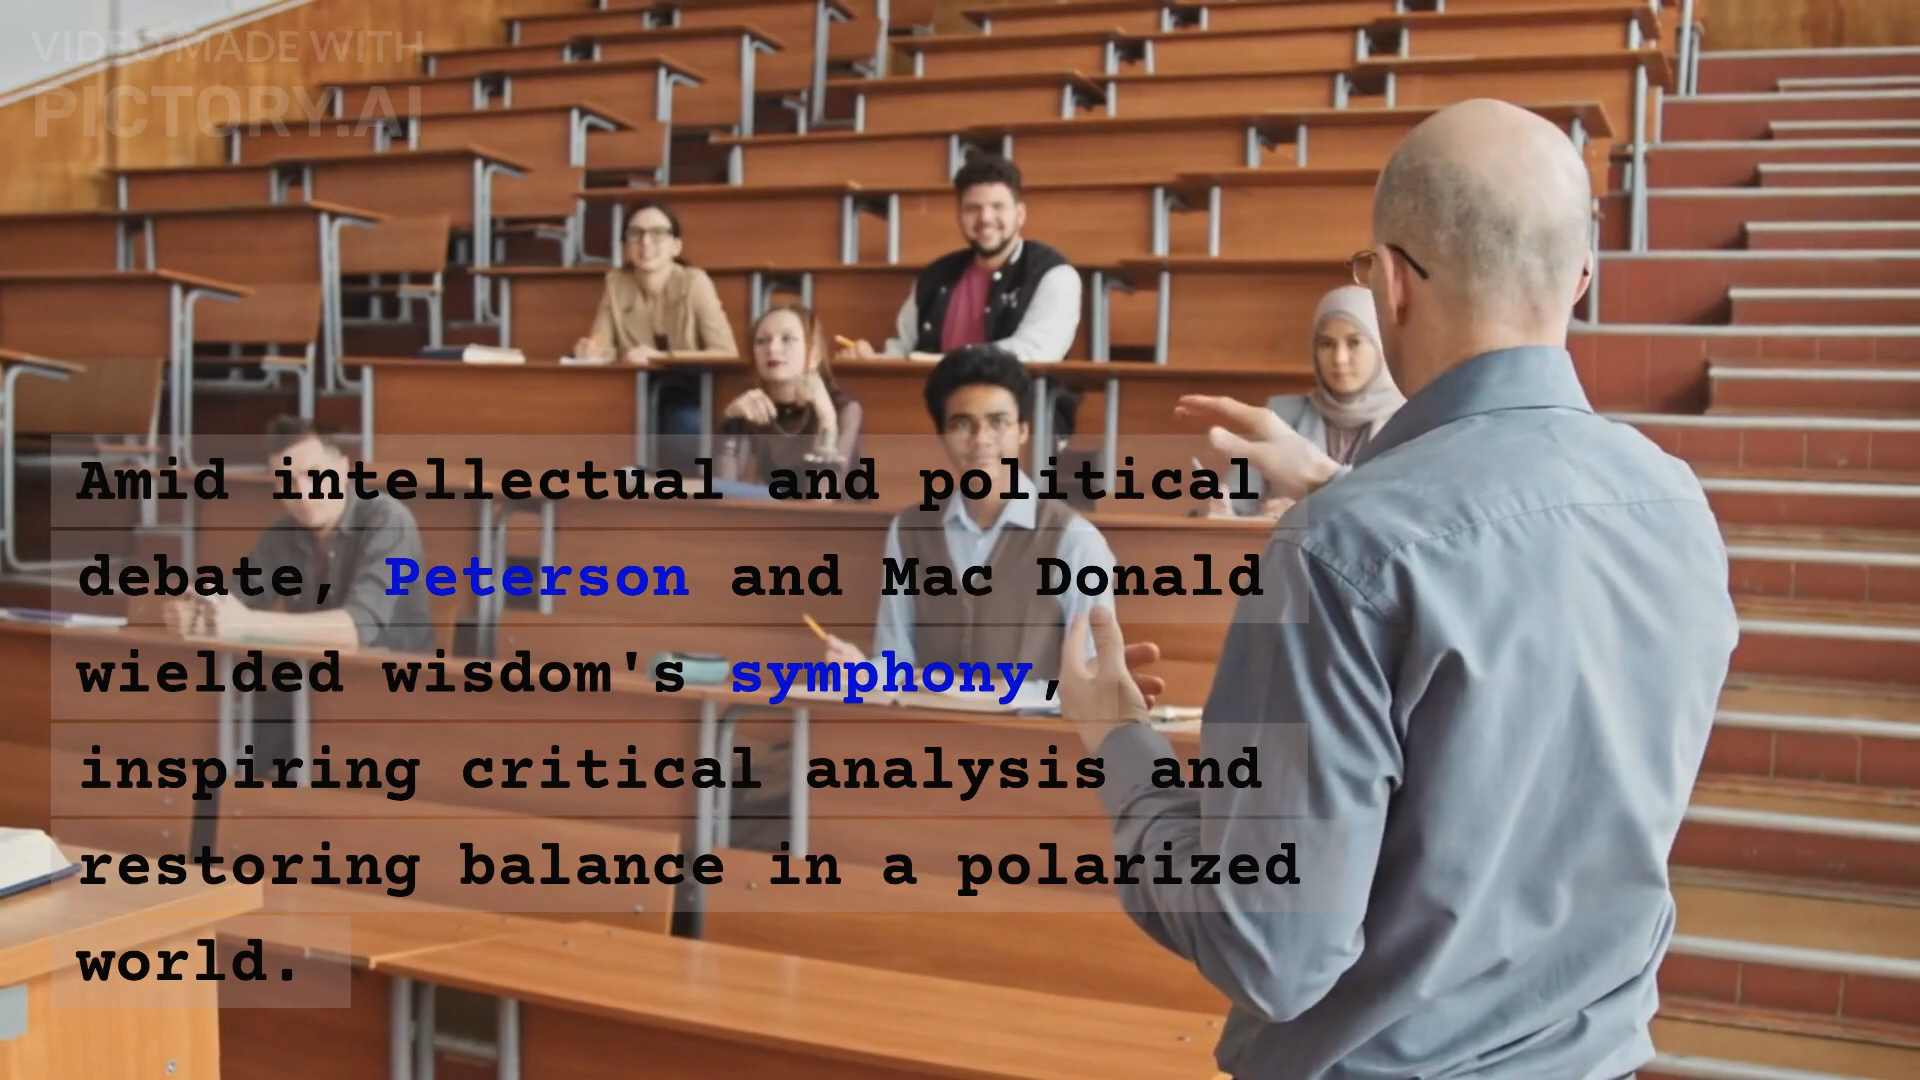 VIDEO MADE WITH
PICTORY.AI
Amid intellectual and political
debate, Peterson and Mac Donald
wielded wisdom's symphony,
inspiring critical analysis and
restoring balance in a polarized
world.